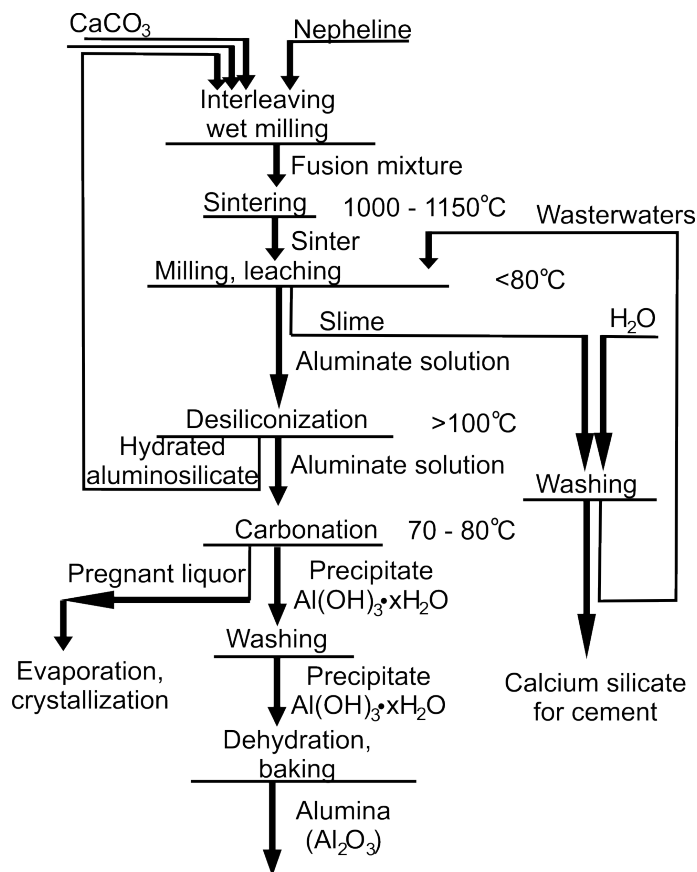 CaCO₃
Nepheline
Interleaving
wet milling
Fusion mixture
Sintering
1000 - 1150°C
Wasterwaters
Sinter
Milling, leaching
<80°C
Slime
H₂O
Aluminate solution
Desiliconization
>100°C
Hydrated
aluminosilicate
Aluminate solution
Washing
Carbonation
70 - 80°C
Pregnant liquor
Precipitate
Al(OH)₃•xH₂O
Washing
Evaporation,
crystallization
Precipitate
Al(OH)₃•xH₂O
Calcium silicate
for cement
Dehydration,
baking
Alumina
(Al₂O₃)